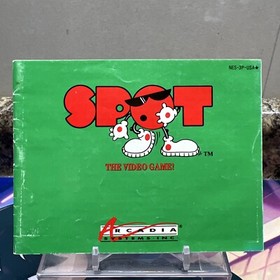 NES-3P-USA
SPOT
TM
THE VIDEO GAME!
ARCADIA
SYSTEMS INC.